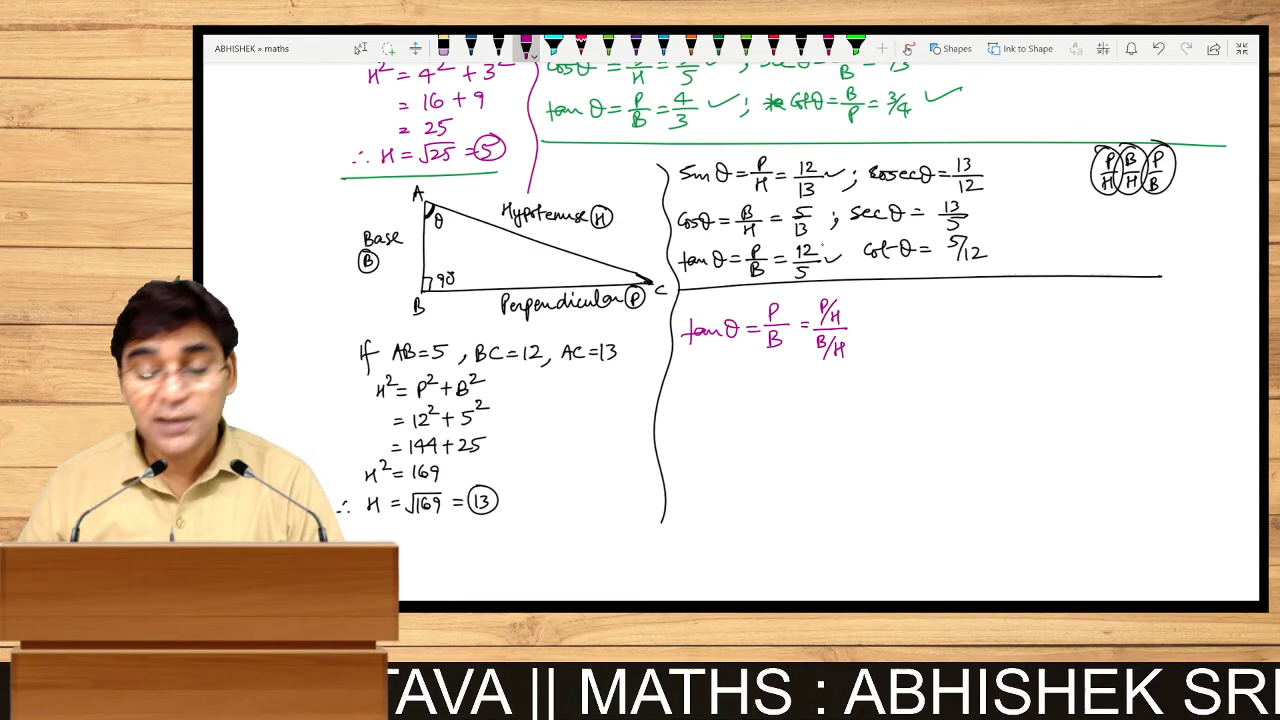 ABHISHEK » maths
Shapes
Ink to Shape
H² = 4² + 3²
= 16 + 9
= 25
∴ H = √25 = 5
tan θ = P/B = 4/3 ✓ ; cot θ = B/P = 3/4 ✓
A
θ
Hypotenuse H
Base
B
90°
B
Perpendicular P
C
If AB=5 , BC=12, AC=13
H² = P² + B²
= 12² + 5²
= 144 + 25
H² = 169
∴ H = √169 = 13
Sin θ = P/H = 12/13 ✓ ; cosec θ = 13/12
P/H B/H P/B
cos θ = B/H = 5/13 ; sec θ = 13/5
tan θ = P/B = 12/5 ✓ cot θ = 5/12
tan θ = P/B = P/H / B/H
TAVA || MATHS : ABHISHEK SRI